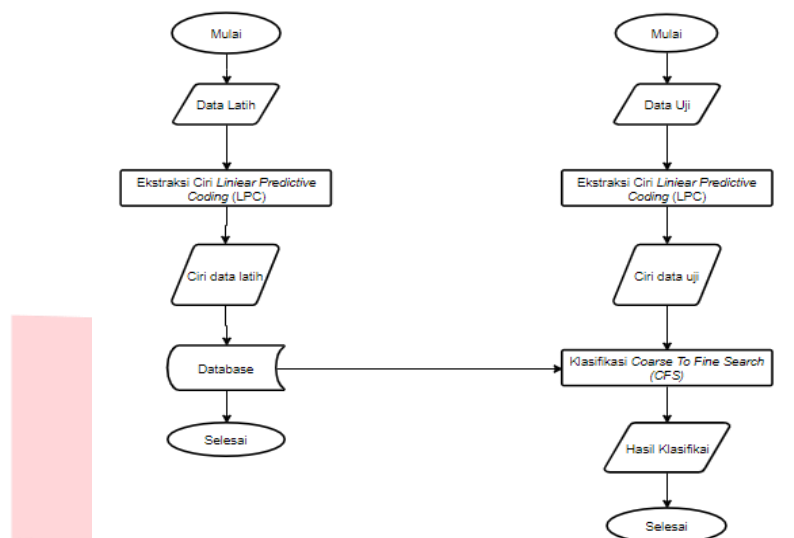 Mulai
Data Latih
Ekstraksi Ciri Liniear Predictive
Coding (LPC)
Ciri data latih
Database
Selesai
Mulai
Data Uji
Ekstraksi Ciri Liniear Predictive
Coding (LPC)
Ciri data uji
Klasifikasi Coarse To Fine Search
(CFS)
Hasil Klasifikai
Selesai